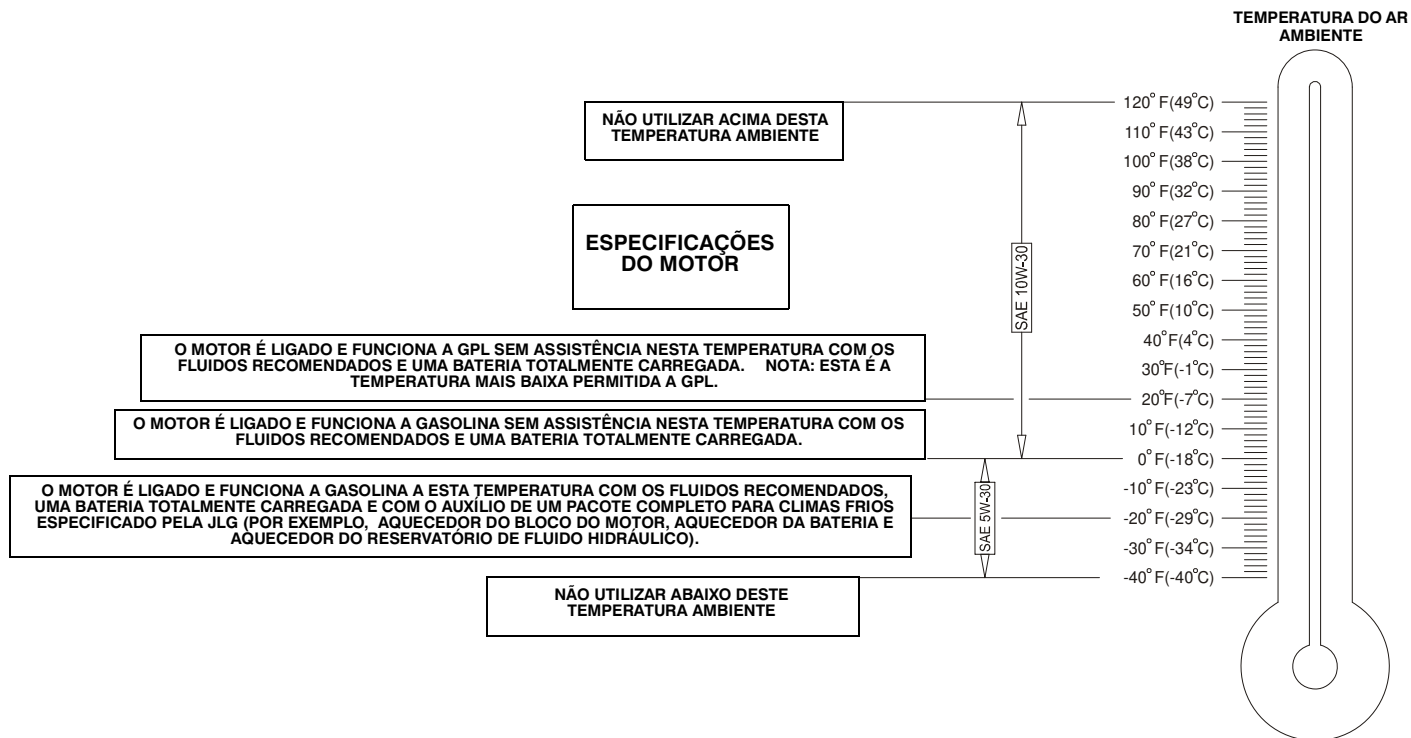 TEMPERATURA DO AR
AMBIENTE
NÃO UTILIZAR ACIMA DESTA
TEMPERATURA AMBIENTE
ESPECIFICAÇÕES
DO MOTOR
O MOTOR É LIGADO E FUNCIONA A GPL SEM ASSISTÊNCIA NESTA TEMPERATURA COM OS
FLUIDOS RECOMENDADOS E UMA BATERIA TOTALMENTE CARREGADA. NOTA: ESTA É A
TEMPERATURA MAIS BAIXA PERMITIDA A GPL.
O MOTOR É LIGADO E FUNCIONA A GASOLINA SEM ASSISTÊNCIA NESTA TEMPERATURA COM OS
FLUIDOS RECOMENDADOS E UMA BATERIA TOTALMENTE CARREGADA.
O MOTOR É LIGADO E FUNCIONA A GASOLINA A ESTA TEMPERATURA COM OS FLUIDOS RECOMENDADOS,
UMA BATERIA TOTALMENTE CARREGADA E COM O AUXÍLIO DE UM PACOTE COMPLETO PARA CLIMAS FRIOS
ESPECIFICADO PELA JLG (POR EXEMPLO, AQUECEDOR DO BLOCO DO MOTOR, AQUECEDOR DA BATERIA E
AQUECEDOR DO RESERVATÓRIO DE FLUIDO HIDRÁULICO).
NÃO UTILIZAR ABAIXO DESTE
TEMPERATURA AMBIENTE
SAE 10W-30
SAE 5W-30
120° F(49°C)
110° F(43°C)
100° F(38°C)
90° F(32°C)
80° F(27°C)
70° F(21°C)
60° F(16°C)
50° F(10°C)
40° F(4°C)
30°F(-1°C)
20°F(-7°C)
10° F(-12°C)
0° F(-18°C)
-10° F(-23°C)
-20° F(-29°C)
-30° F(-34°C)
-40° F(-40°C)